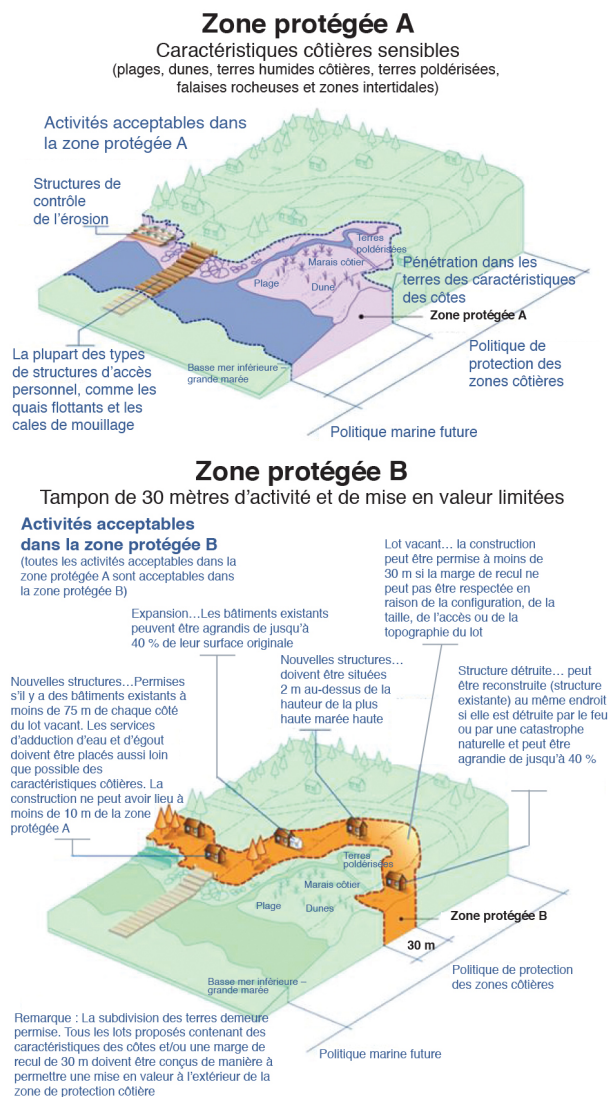 Zone protégée A
Caractéristiques côtières sensibles
(plages, dunes, terres humides côtières, terres poldérisées,
falaises rocheuses et zones intertidales)
Activités acceptables dans
la zone protégée A
Structures de
contrôle
de l'érosion
Terres
poldérisées
Marais côtier
Plage
Dune
Pénétration dans les
terres des caractéristiques
des côtes
Zone protégée A
La plupart des types
de structures d'accès
personnel, comme les
quais flottants et les
cales de mouillage
Basse mer inférieure –
grande marée
Politique de
protection des
zones côtières
Politique marine future
Zone protégée B
Tampon de 30 mètres d'activité et de mise en valeur limitées
Activités acceptables
dans la zone protégée B
(toutes les activités acceptables dans la
zone protégée A sont acceptables dans
la zone protégée B)
Lot vacant… la construction
peut être permise à moins de
30 m si la marge de recul ne
peut pas être respectée en
raison de la configuration, de la
taille, de l'accès ou de la
topographie du lot
Expansion…Les bâtiments existants
peuvent être agrandis de jusqu'à
40 % de leur surface originale
Nouvelles structures…
doivent être situées
2 m au-dessus de la
hauteur de la plus
haute marée haute
Structure détruite… peut
être reconstruite (structure
existante) au même endroit
si elle est détruite par le feu
ou par une catastrophe
naturelle et peut être
agrandie de jusqu'à 40 %
Nouvelles structures…Permises
s'il y a des bâtiments existants à
moins de 75 m de chaque côté
du lot vacant. Les services
d'adduction d'eau et d'égout
doivent être placés aussi loin
que possible des
caractéristiques côtières. La
construction ne peut avoir lieu à
moins de 10 m de la zone
protégée A
Terres
poldérisées
Marais côtier
Plage
Dunes
Zone protégée B
30 m
Basse mer inférieure –
grande marée
Politique de protection
des zones côtières
Politique marine future
Remarque : La subdivision des terres demeure
permise. Tous les lots proposés contenant des
caractéristiques des côtes et/ou une marge de
recul de 30 m doivent être conçus de manière à
permettre une mise en valeur à l'extérieur de la
zone de protection côtière